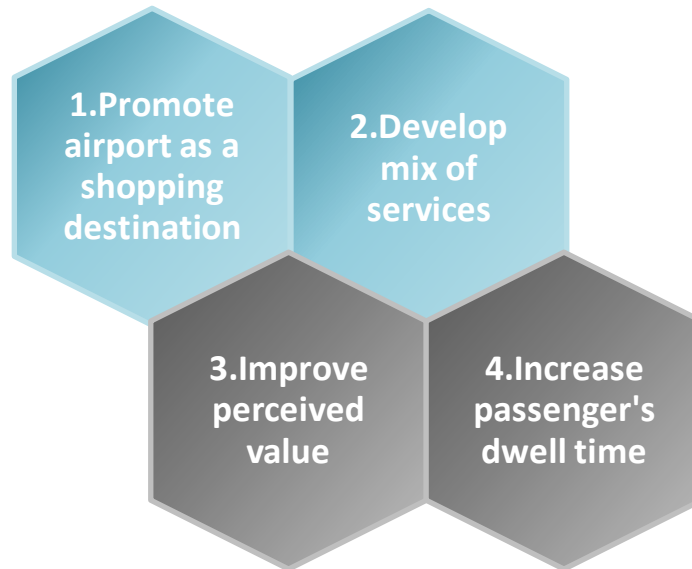 1.Promote
airport as a
shopping
destination
2.Develop
mix of
services
3.Improve
perceived
value
4.Increase
passenger's
dwell time